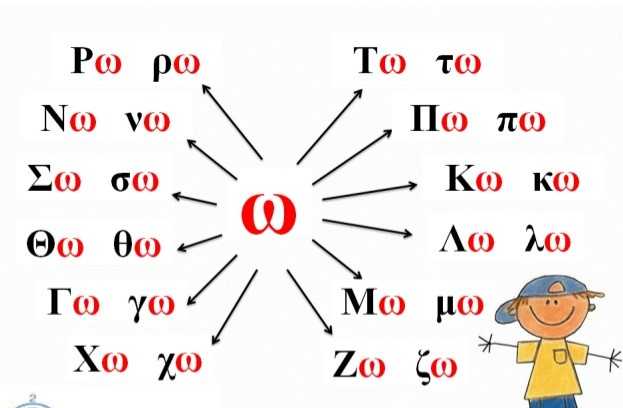 Ρω ρω Τω τω
Νω νω Πω πω
Σω σω Κω κω
ω
Θω θω Λω λω
Γω γω Μω μω
Χω χω Ζω ζω
2